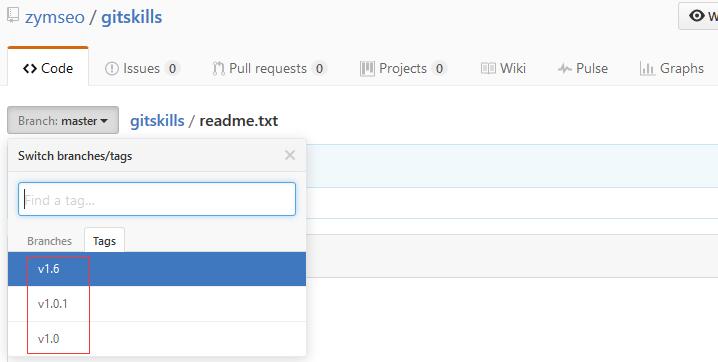 zymseo / gitskills
W
Code Issues 0 Pull requests 0 Projects 0 Wiki Pulse Graphs
Branch: master gitskills / readme.txt
Switch branches/tags
Find a tag...
Branches Tags
v1.6
v1.0.1
v1.0